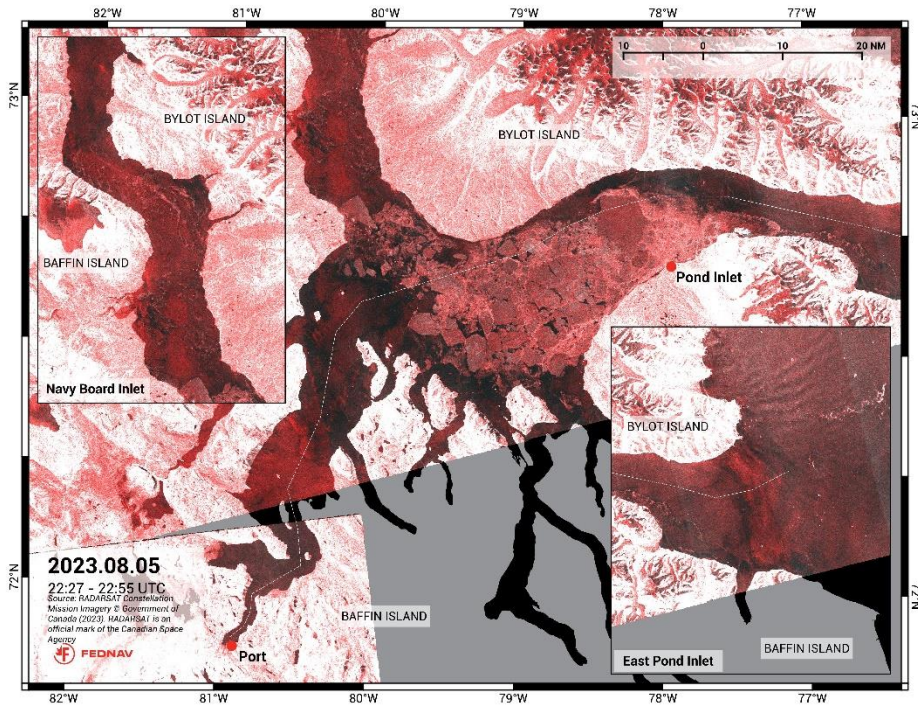 82°W
81°W
80°W
79°W
78°W
77°W
10 0 10 20 NM
73°N
73°N
BYLOT ISLAND
BYLOT ISLAND
BAFFIN ISLAND
Pond Inlet
Navy Board Inlet
BYLOT ISLAND
2023.08.05
22:27 - 22:55 UTC
Source: RADARSAT Constellation
Mission Imagery © Government of
Canada (2023). RADARSAT is an
official mark of the Canadian Space
Agency
FEDNAV
Port
BAFFIN ISLAND
BAFFIN ISLAND
East Pond Inlet
72°N
72°N
82°W
81°W
80°W
79°W
78°W
77°W